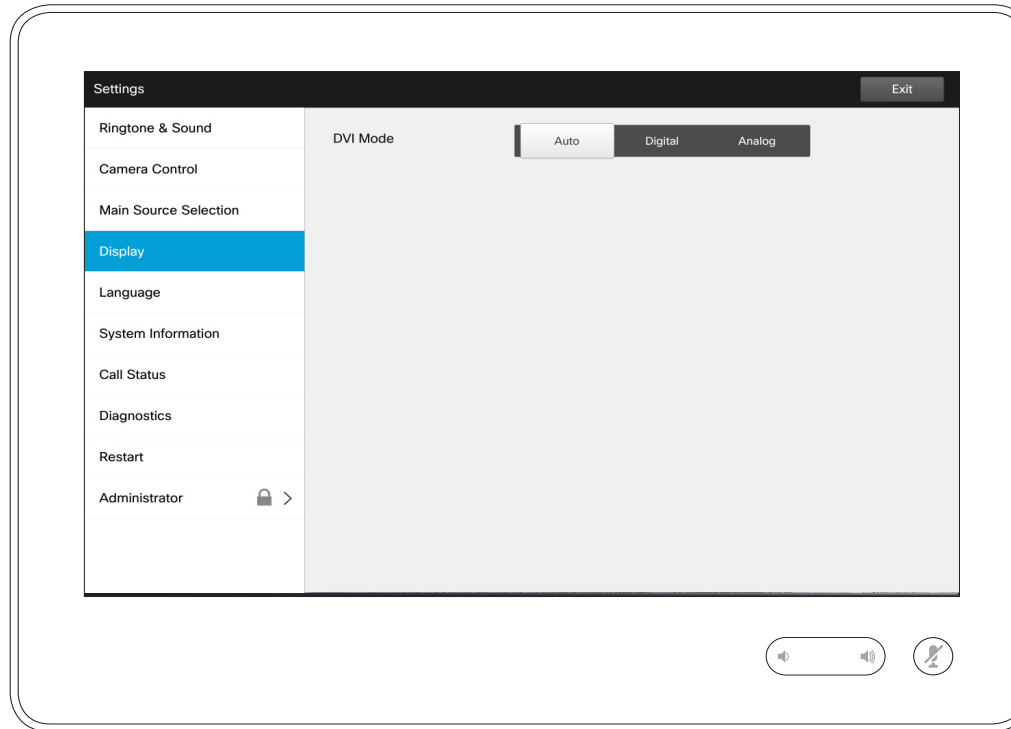 Settings
Exit
Ringtone & Sound
Camera Control
Main Source Selection
Display
Language
System Information
Call Status
Diagnostics
Restart
Administrator
DVI Mode
Auto
Digital
Analog